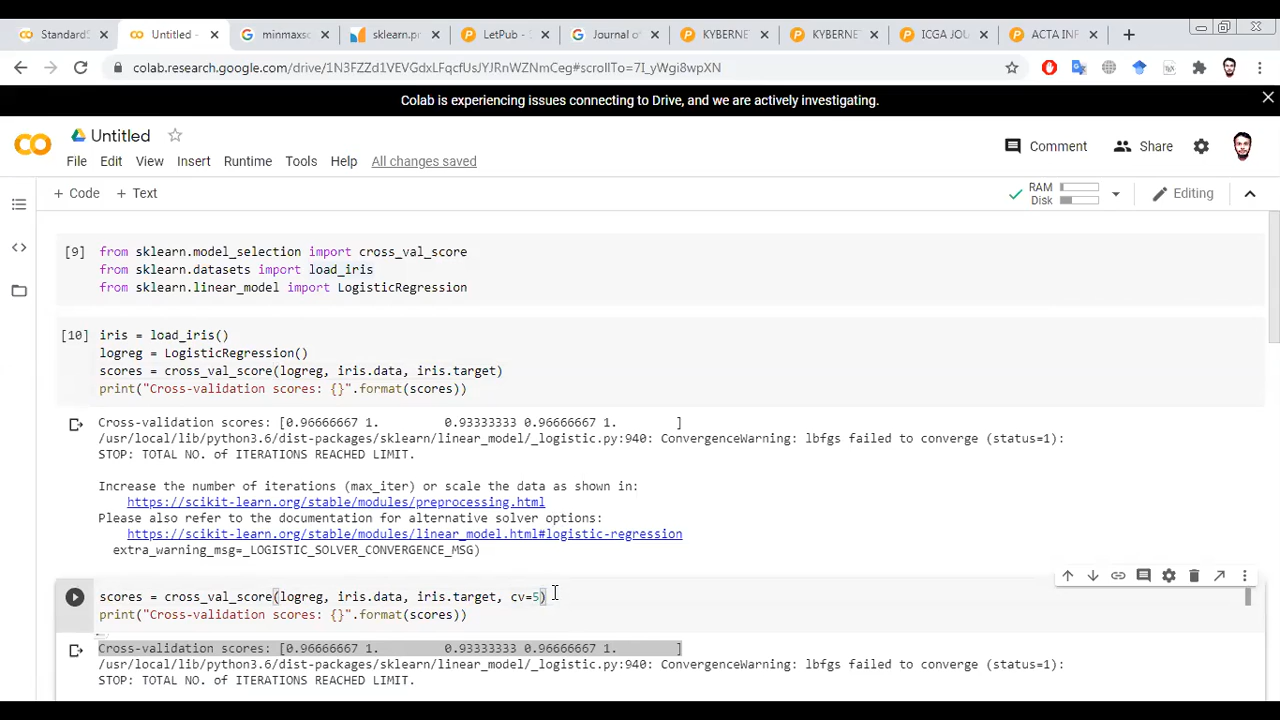 StandardS
Untitled -
minmaxsc
sklearn.pr
LetPub -
Journal of
KYBERNE
KYBERNE
ICGA JOU
ACTA INF
colab.research.google.com/drive/1N3FZZd1VEVGdxLFqcfUsJYJRnWZNmCeg#scrollTo=7I_yWgi8wpXN
Colab is experiencing issues connecting to Drive, and we are actively investigating.
Untitled
File Edit View Insert Runtime Tools Help All changes saved
Comment Share
+ Code + Text
RAM
Disk
Editing
[9] from sklearn.model_selection import cross_val_score
from sklearn.datasets import load_iris
from sklearn.linear_model import LogisticRegression
[10] iris = load_iris()
logreg = LogisticRegression()
scores = cross_val_score(logreg, iris.data, iris.target)
print("Cross-validation scores: {}".format(scores))
Cross-validation scores: [0.96666667 1. 0.93333333 0.96666667 1. ]
/usr/local/lib/python3.6/dist-packages/sklearn/linear_model/_logistic.py:940: ConvergenceWarning: lbfgs failed to converge (status=1):
STOP: TOTAL NO. of ITERATIONS REACHED LIMIT.
Increase the number of iterations (max_iter) or scale the data as shown in:
https://scikit-learn.org/stable/modules/preprocessing.html
Please also refer to the documentation for alternative solver options:
https://scikit-learn.org/stable/modules/linear_model.html#logistic-regression
extra_warning_msg=_LOGISTIC_SOLVER_CONVERGENCE_MSG)
scores = cross_val_score(logreg, iris.data, iris.target, cv=5)
print("Cross-validation scores: {}".format(scores))
Cross-validation scores: [0.96666667 1. 0.93333333 0.96666667 1. ]
/usr/local/lib/python3.6/dist-packages/sklearn/linear_model/_logistic.py:940: ConvergenceWarning: lbfgs failed to converge (status=1):
STOP: TOTAL NO. of ITERATIONS REACHED LIMIT.